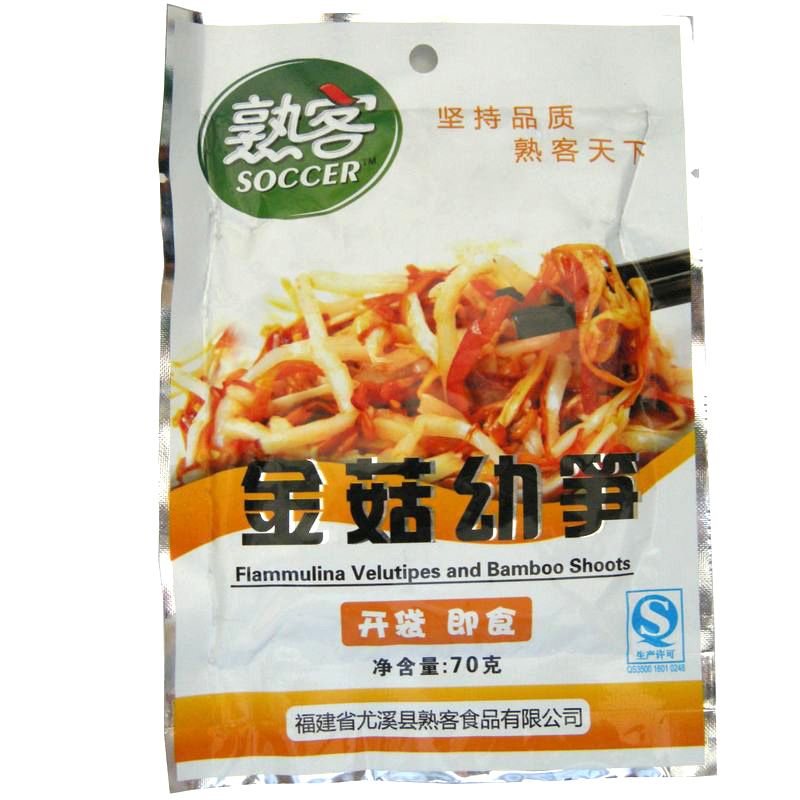 熟客
SOCCER™
坚持品质
熟客天下
金菇幼笋
Flammulina Velutipes and Bamboo Shoots
开袋 即食
净含量:70克
生产许可
QS3500 1601 0248
福建省尤溪县熟客食品有限公司